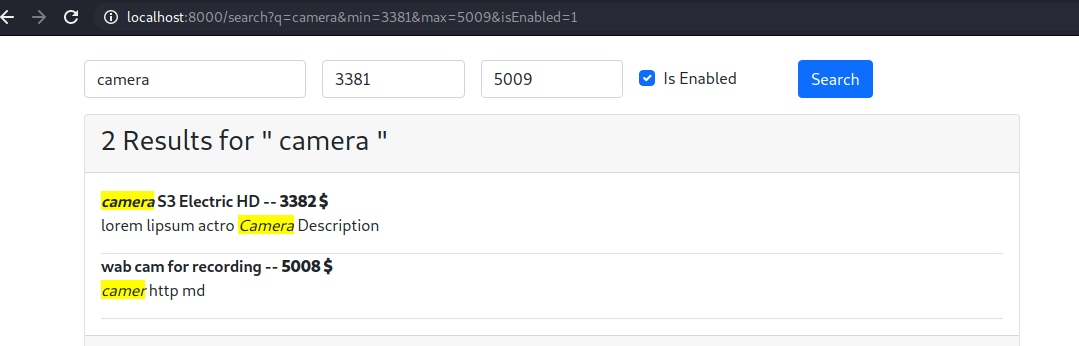 localhost:8000/search?q=camera&min=3381&max=5009&isEnabled=1
camera 3381 5009 Is Enabled Search
2 Results for " camera "
camera S3 Electric HD -- 3382 $
lorem lipsum actro Camera Description
wab cam for recording -- 5008 $
camer http md